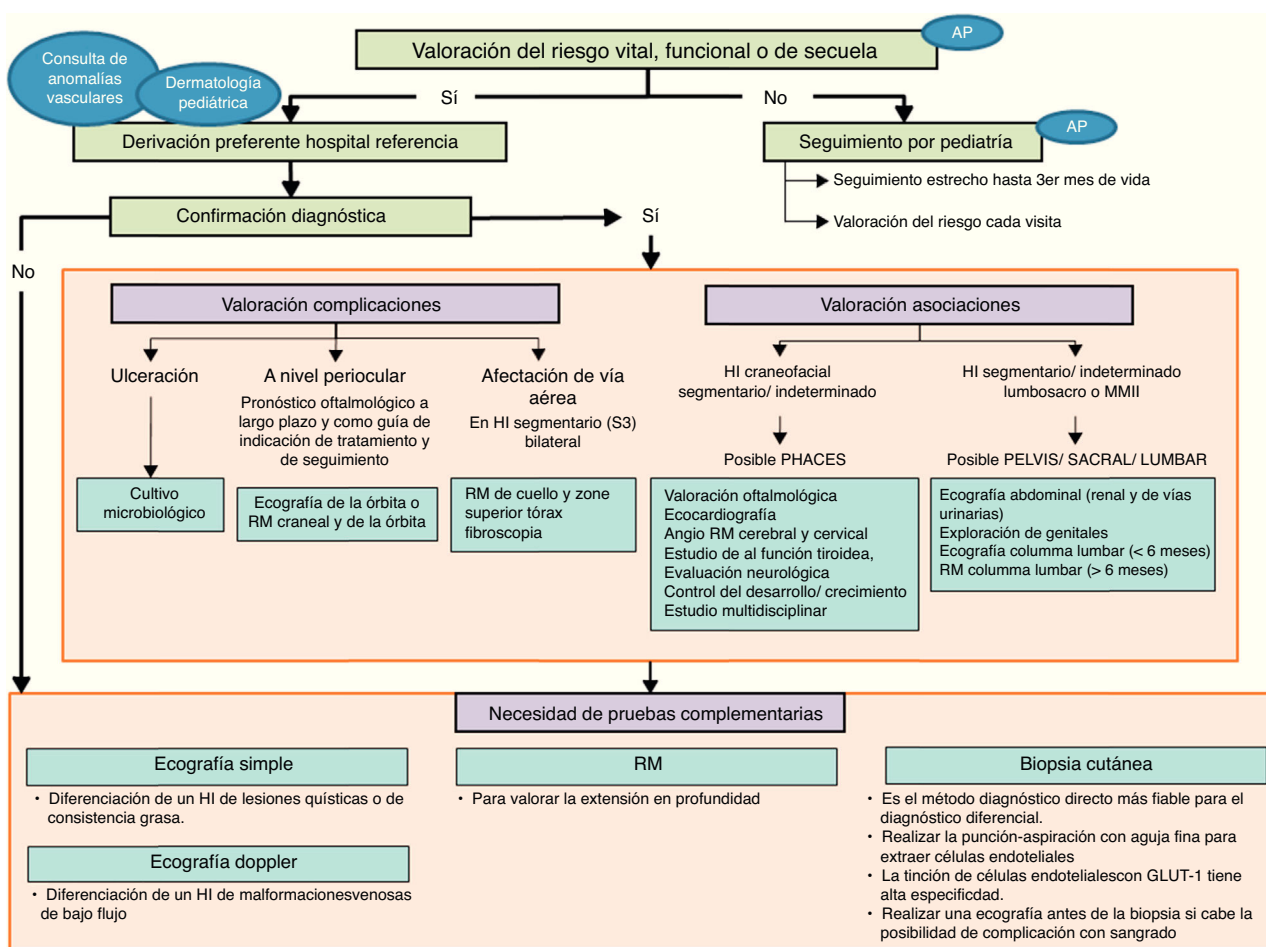 Valoración del riesgo vital, funcional o de secuela
AP
Consulta de
anomalías
vasculares
Dermatología
pediátrica
Sí
No
Derivación preferente hospital referencia
Seguimiento por pediatría
AP
Seguimiento estrecho hasta 3er mes de vida
Valoración del riesgo cada visita
Confirmación diagnóstica
Sí
No
Valoración complicaciones
Valoración asociaciones
Ulceración
A nivel periocular
Pronóstico oftalmológico a
largo plazo y como guía de
indicación de tratamiento y
de seguimiento
Afectación de vía
aérea
En HI segmentario (S3)
bilateral
HI craneofacial
segmentario/ indeterminado
HI segmentario/ indeterminado
lumbosacro o MMII
Posible PHACES
Posible PELVIS/ SACRAL/ LUMBAR
Cultivo
microbiológico
Ecografía de la órbita o
RM craneal y de la órbita
RM de cuello y zone
superior tórax
fibroscopia
Valoración oftalmológica
Ecocardiografía
Angio RM cerebral y cervical
Estudio de al función tiroidea,
Evaluación neurológica
Control del desarrollo/ crecimiento
Estudio multidisciplinar
Ecografía abdominal (renal y de vías
urinarias)
Exploración de genitales
Ecografía columma lumbar (< 6 meses)
RM columma lumbar (> 6 meses)
Necesidad de pruebas complementarias
Ecografía simple
• Diferenciación de un HI de lesiones quísticas o de
consistencia grasa.
Ecografía doppler
• Diferenciación de un HI de malformacionesvenosas
de bajo flujo
RM
• Para valorar la extensión en profundidad
Biopsia cutánea
• Es el método diagnóstico directo más fiable para el
diagnóstico diferencial.
• Realizar la punción-aspiración con aguja fina para
extraer células endoteliales
• La tinción de células endotelialescon GLUT-1 tiene
alta especificdad.
• Realizar una ecografía antes de la biopsia si cabe la
posibilidad de complicación con sangrado